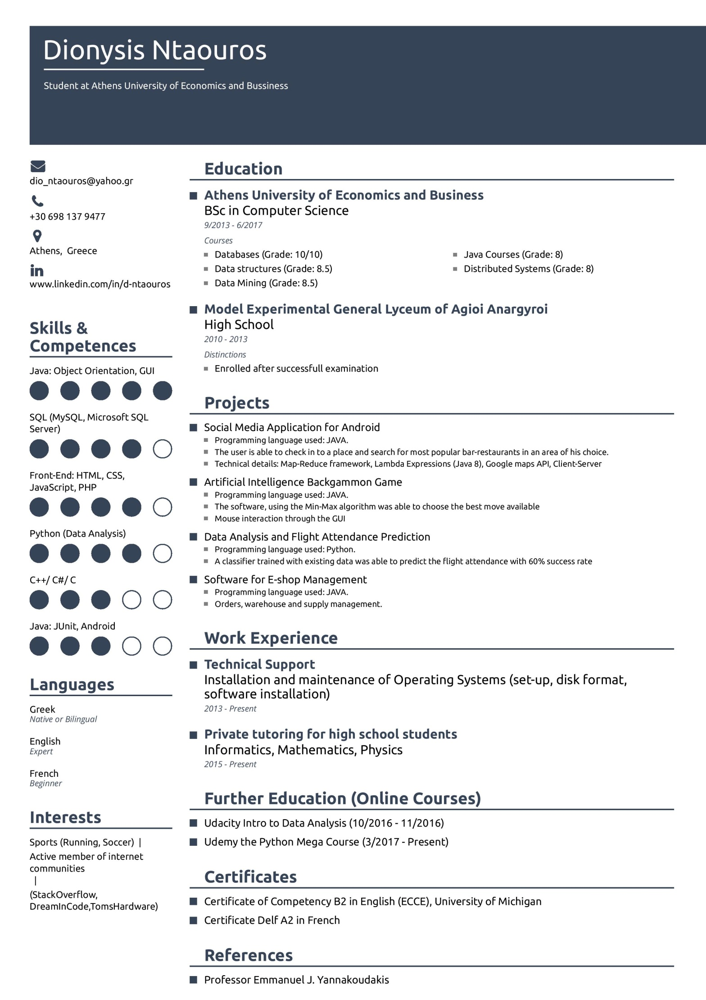 Dionysis Ntaouros
Student at Athens University of Economics and Bussiness
dio_ntaouros@yahoo.gr
+30 698 137 9477
Athens,  Greece
in
www.linkedin.com/in/d-ntaouros
Skills &
Competences
Java: Object Orientation, GUI
SQL (MySQL, Microsoft SQL
Server)
Front-End: HTML, CSS,
JavaScript, PHP
Python (Data Analysis)
C++/ C#/ C
Java: JUnit, Android
Languages
Greek
Native or Bilingual
English
Expert
French
Beginner
Interests
Sports (Running, Soccer)  |
Active member of internet
communities
|
(StackOverflow,
DreamInCode,TomsHardware)
Education
Athens University of Economics and Business
BSc in Computer Science
9/2013 - 6/2017
Courses
Databases (Grade: 10/10)
Data structures (Grade: 8.5)
Data Mining (Grade: 8.5)
Java Courses (Grade: 8)
Distributed Systems (Grade: 8)
Model Experimental General Lyceum of Agioi Anargyroi
High School
2010 - 2013
Distinctions
Enrolled after successfull examination
Projects
Social Media Application for Android
Programming language used: JAVA.
The user is able to check in to a place and search for most popular bar-restaurants in an area of his choice.
Technical details: Map-Reduce framework, Lambda Expressions (Java 8), Google maps API, Client-Server
Artificial Intelligence Backgammon Game
Programming language used: JAVA.
The software, using the Min-Max algorithm was able to choose the best move available
Mouse interaction through the GUI
Data Analysis and Flight Attendance Prediction
Programming language used: Python.
A classifier trained with existing data was able to predict the flight attendance with 60% success rate
Software for E-shop Management
Programming language used: JAVA.
Orders, warehouse and supply management.
Work Experience
Technical Support
Installation and maintenance of Operating Systems (set-up, disk format,
software installation)
2013 - Present
Private tutoring for high school students
Informatics, Mathematics, Physics
2015 - Present
Further Education (Online Courses)
Udacity Intro to Data Analysis (10/2016 - 11/2016)
Udemy the Python Mega Course (3/2017 - Present)
Certificates
Certificate of Competency B2 in English (ECCE), University of Michigan
Certificate Delf A2 in French
References
Professor Emmanuel J. Yannakoudakis